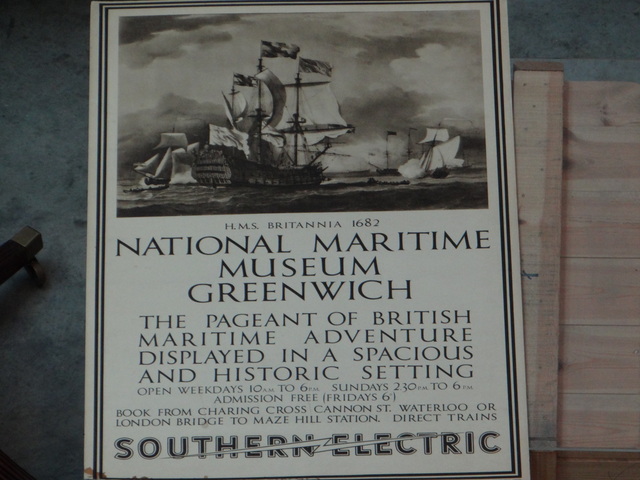 H.M.S. BRITANNIA 1682
NATIONAL MARITIME
MUSEUM
GREENWICH
THE PAGEANT OF BRITISH
MARITIME ADVENTURE
DISPLAYED IN A SPACIOUS
AND HISTORIC SETTING
OPEN WEEKDAYS 10 A.M. TO 6 P.M. SUNDAYS 2.30 P.M. TO 6 P.M.
ADMISSION FREE (FRIDAYS 6ᵈ)
BOOK FROM CHARING CROSS CANNON ST. WATERLOO OR
LONDON BRIDGE TO MAZE HILL STATION. DIRECT TRAINS
SOUTHERN ELECTRIC